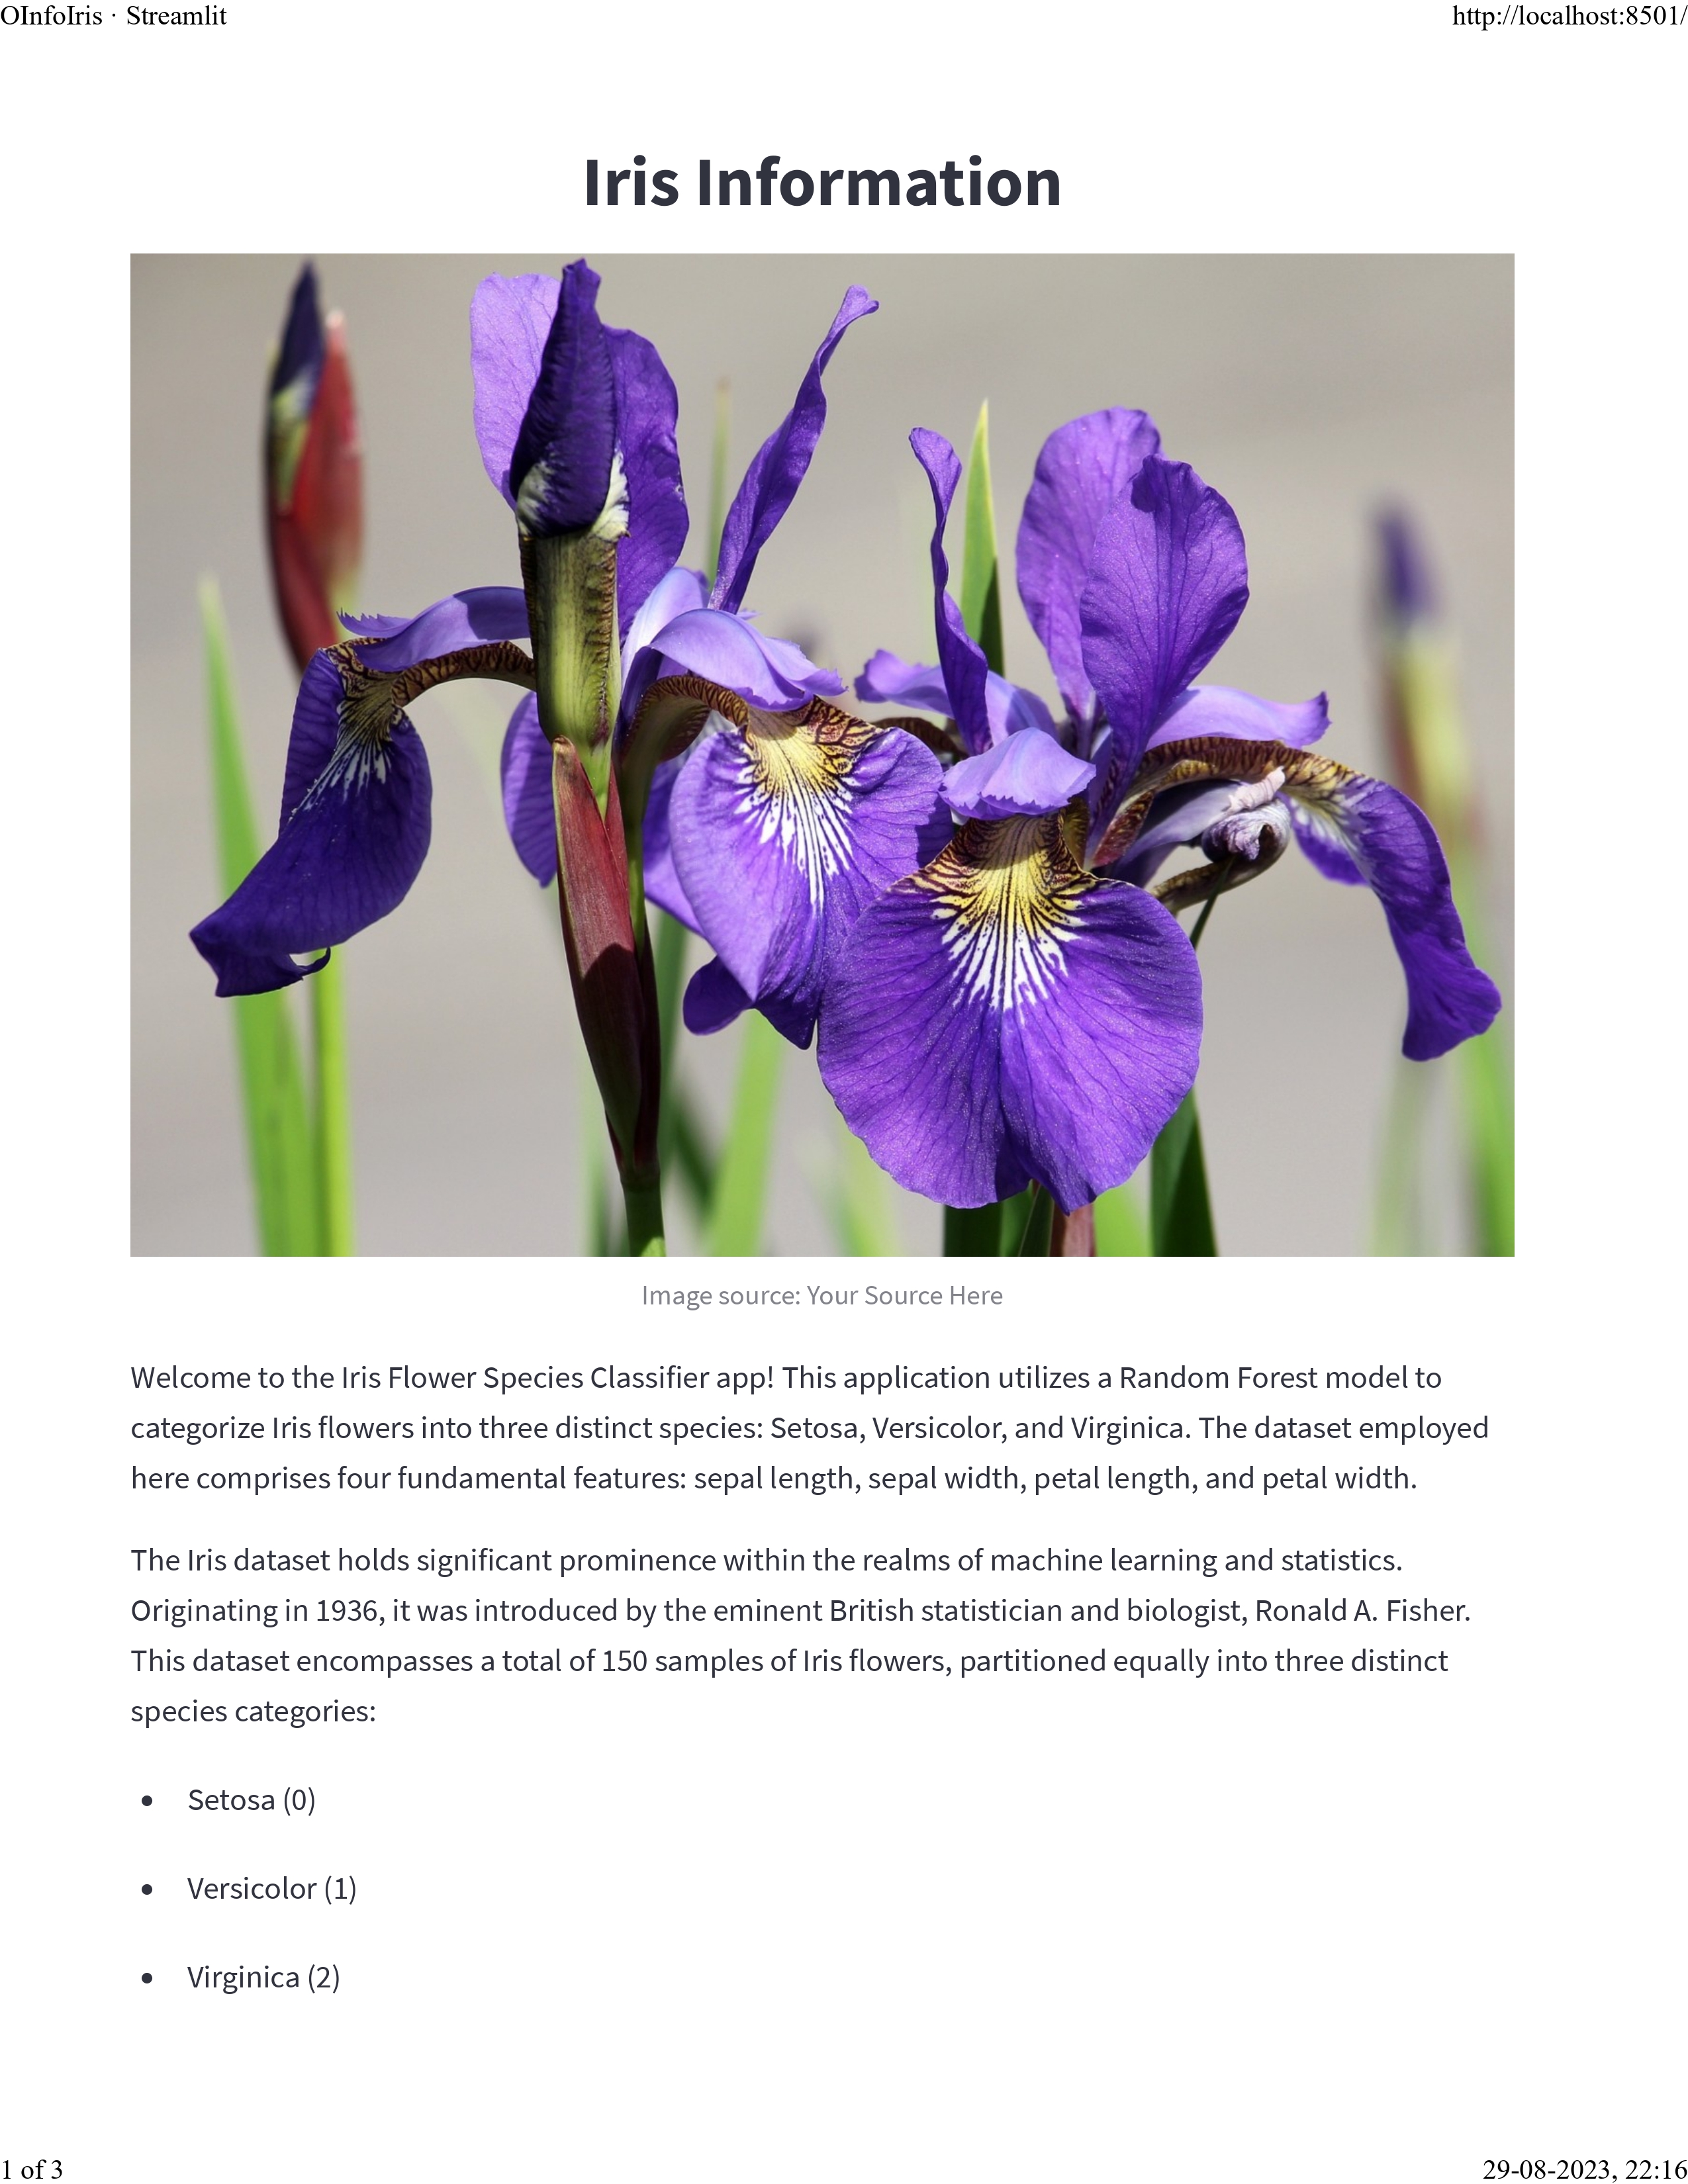 OInfoIris · Streamlit http://localhost:8501/
Iris Information
Image source: Your Source Here
Welcome to the Iris Flower Species Classifier app! This application utilizes a Random Forest model to
categorize Iris flowers into three distinct species: Setosa, Versicolor, and Virginica. The dataset employed
here comprises four fundamental features: sepal length, sepal width, petal length, and petal width.
The Iris dataset holds significant prominence within the realms of machine learning and statistics.
Originating in 1936, it was introduced by the eminent British statistician and biologist, Ronald A. Fisher.
This dataset encompasses a total of 150 samples of Iris flowers, partitioned equally into three distinct
species categories:
• Setosa (0)
• Versicolor (1)
• Virginica (2)
1 of 3 29-08-2023, 22:16